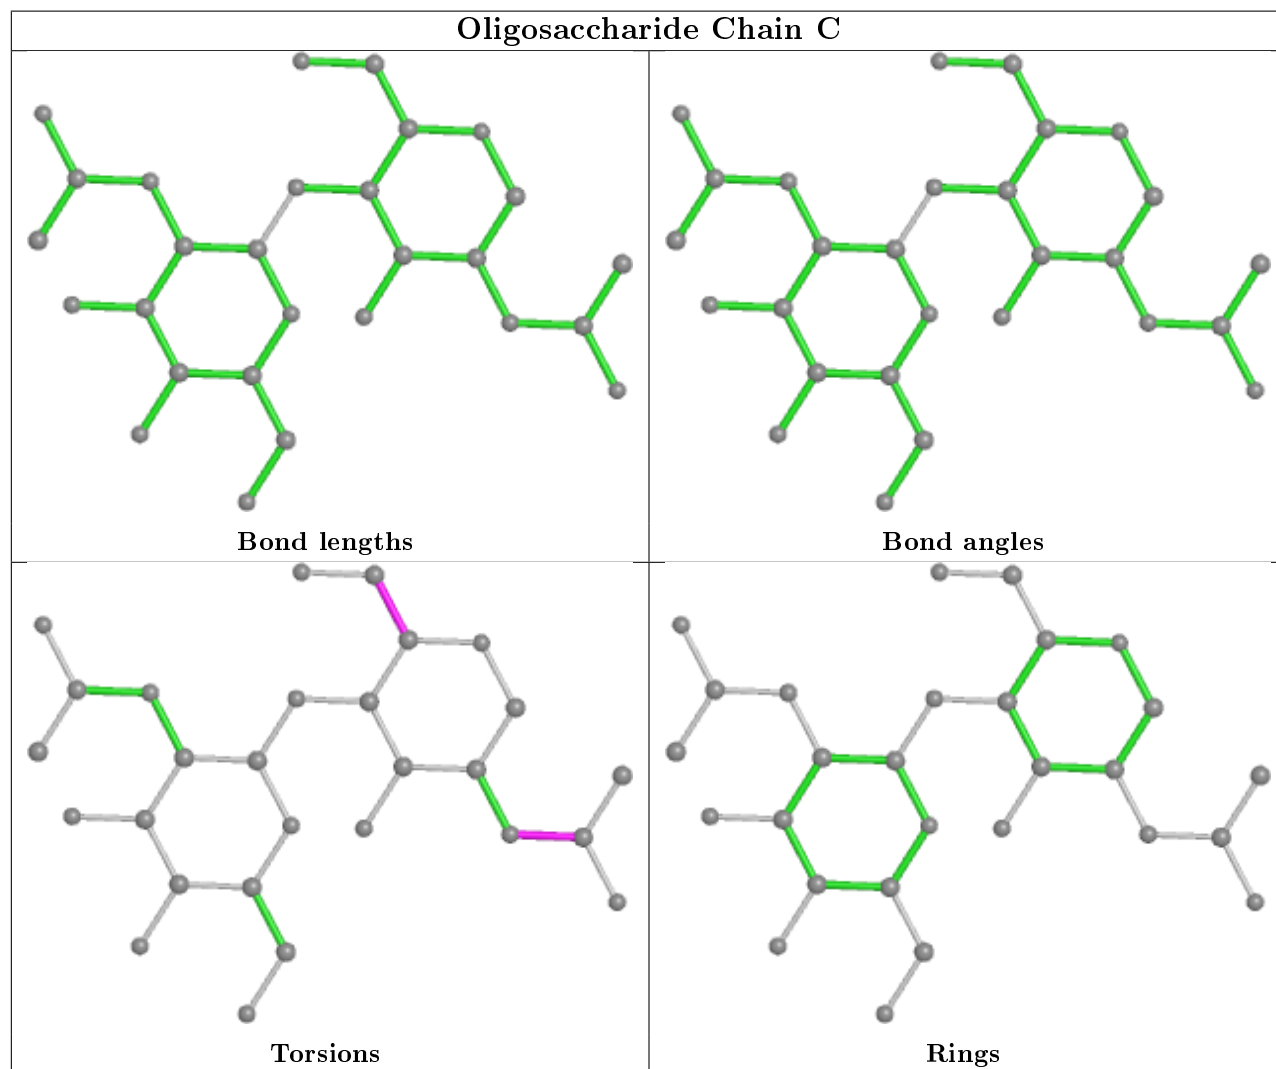 Oligosaccharide Chain C
Bond lengths
Bond angles
Torsions
Rings